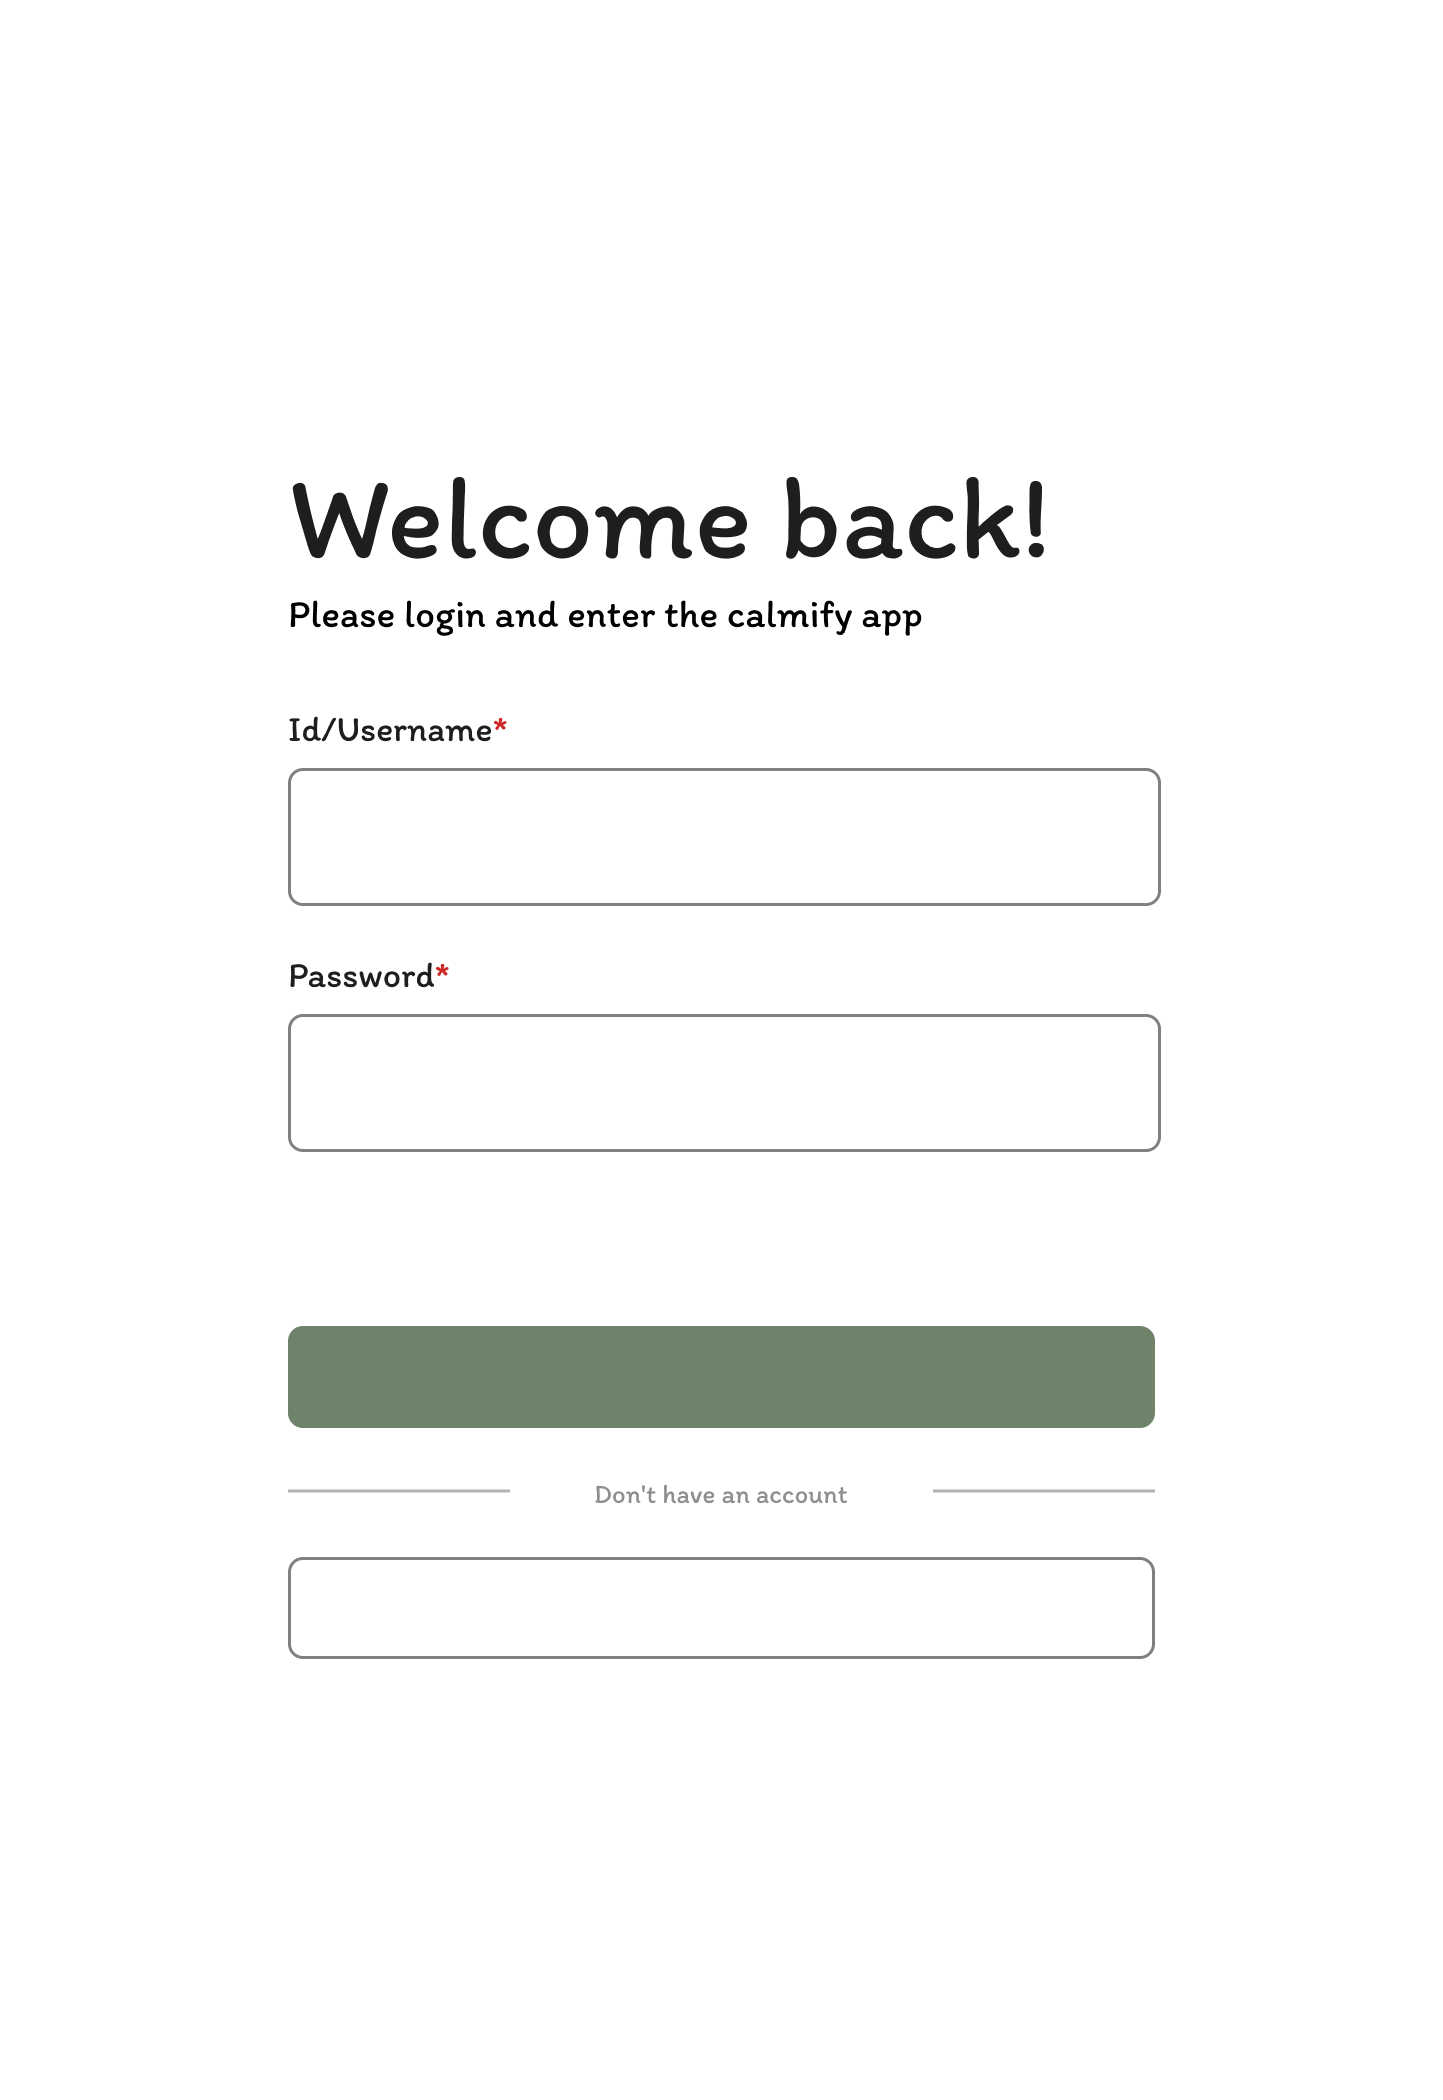 Welcome back!
Please login and enter the calmify app
Id/Username*
Password*
Don't have an account